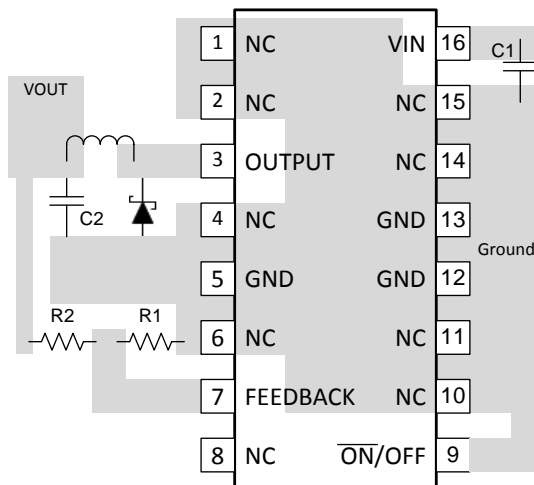 1 NC VIN 16 C1
VOUT
2 NC NC 15
3 OUTPUT NC 14
C2
4 NC GND 13
Ground
5 GND GND 12
R2 R1
6 NC NC 11
7 FEEDBACK NC 10
8 NC ON/OFF 9